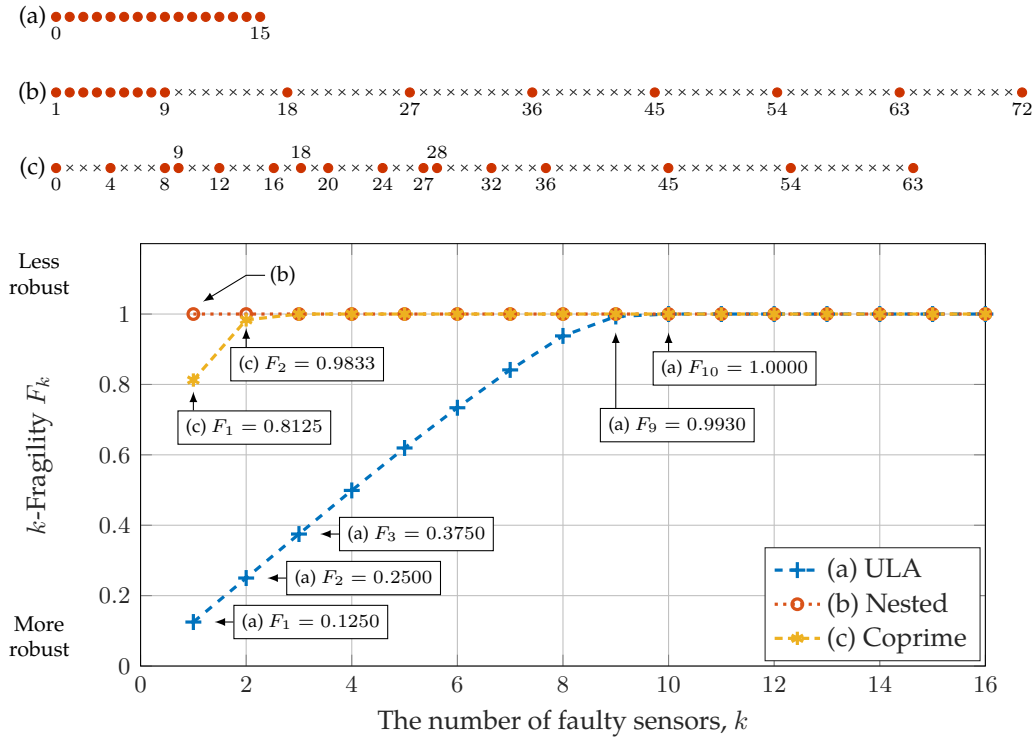 (a)
0 15
(b)
1 9 18 27 36 45 54 63 72
9 18 28
(c)
0 4 8 12 16 20 24 27 32 36 45 54 63
Less
robust
(b)
1
(c) F₂ = 0.9833
(a) F₁₀ = 1.0000
0.8
(c) F₁ = 0.8125
(a) F₉ = 0.9930
k-Fragility Fₖ
0.6
0.4
(a) F₃ = 0.3750
(a) F₂ = 0.2500
(a) ULA
0.2
(b) Nested
More
robust
(a) F₁ = 0.1250
(c) Coprime
0
0 2 4 6 8 10 12 14 16
The number of faulty sensors, k